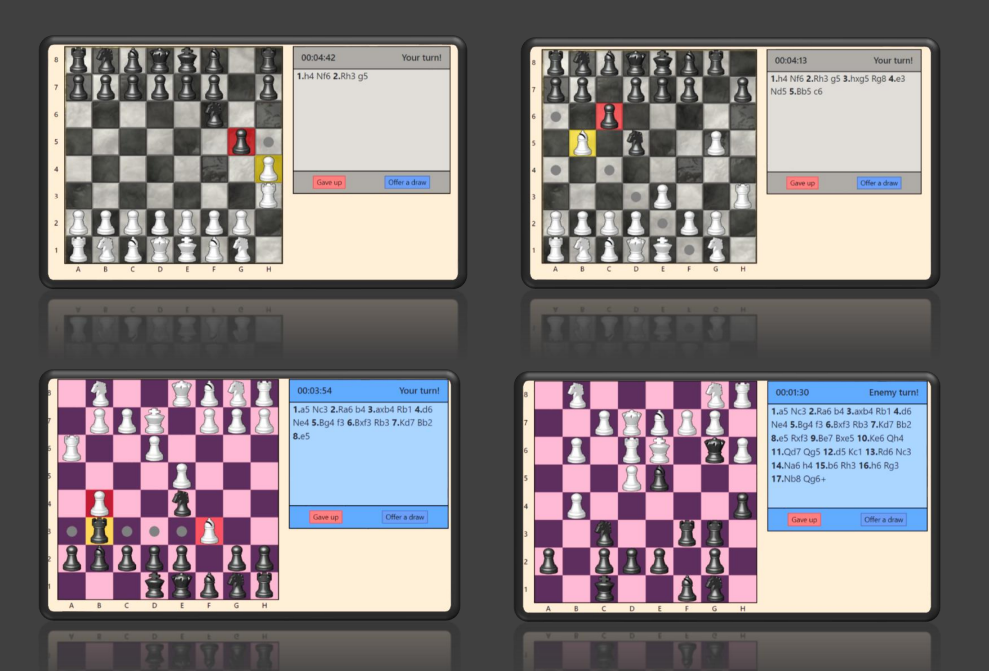 00:04:42 Your turn!
1.h4 Nf6 2.Rh3 g5
Gave up Offer a draw
8
7
6
5
4
3
2
1
A B C D E F G H
00:04:13 Your turn!
1.h4 Nf6 2.Rh3 g5 3.hxg5 Rg8 4.e3
Nd5 5.Bb5 c6
Gave up Offer a draw
8
7
6
5
4
3
2
1
A B C D E F G H
00:03:54 Your turn!
1.a5 Nc3 2.Ra6 b4 3.axb4 Rb1 4.d6
Ne4 5.Bg4 f3 6.Bxf3 Rb3 7.Kd7 Bb2
8.e5
Gave up Offer a draw
8
7
6
5
4
3
2
1
A B C D E F G H
00:01:30 Enemy turn!
1.a5 Nc3 2.Ra6 b4 3.axb4 Rb1 4.d6
Ne4 5.Bg4 f3 6.Bxf3 Rb3 7.Kd7 Bb2
8.e5 Rxf3 9.Be7 Bxe5 10.Ke6 Qh4
11.Qd7 Qg5 12.d5 Kc1 13.Rd6 Nc3
14.Na6 h4 15.b6 Rh3 16.h6 Rg3
17.Nb8 Qg6+
Gave up Offer a draw
8
7
6
5
4
3
2
1
A B C D E F G H